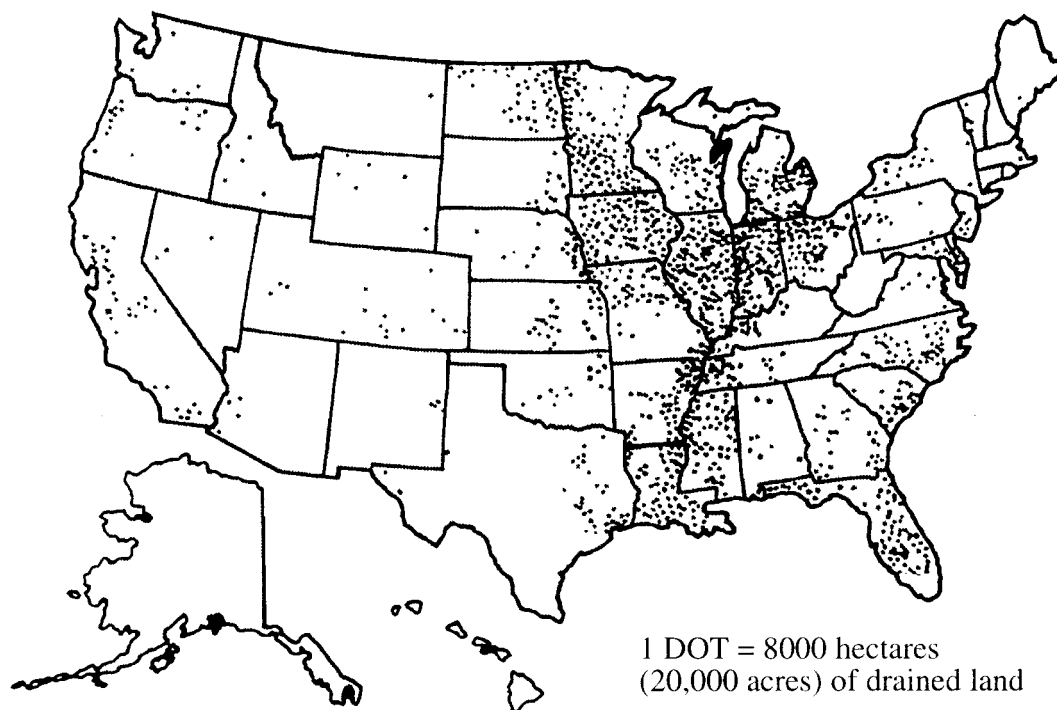 1 DOT = 8000 hectares
(20,000 acres) of drained land